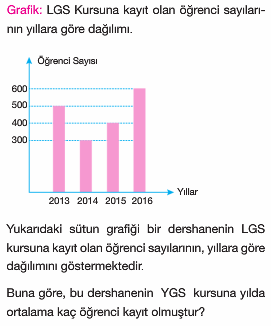 Grafik: LGS Kursuna kayıt olan öğrenci sayıları-
nın yıllara göre dağılımı.
Öğrenci Sayısı
600
500
400
300
2013 2014 2015 2016
Yıllar
Yukarıdaki sütun grafiği bir dershanenin LGS
kursuna kayıt olan öğrenci sayılarının, yıllara göre
dağılımını göstermektedir.
Buna göre, bu dershanenin YGS kursuna yılda
ortalama kaç öğrenci kayıt olmuştur?